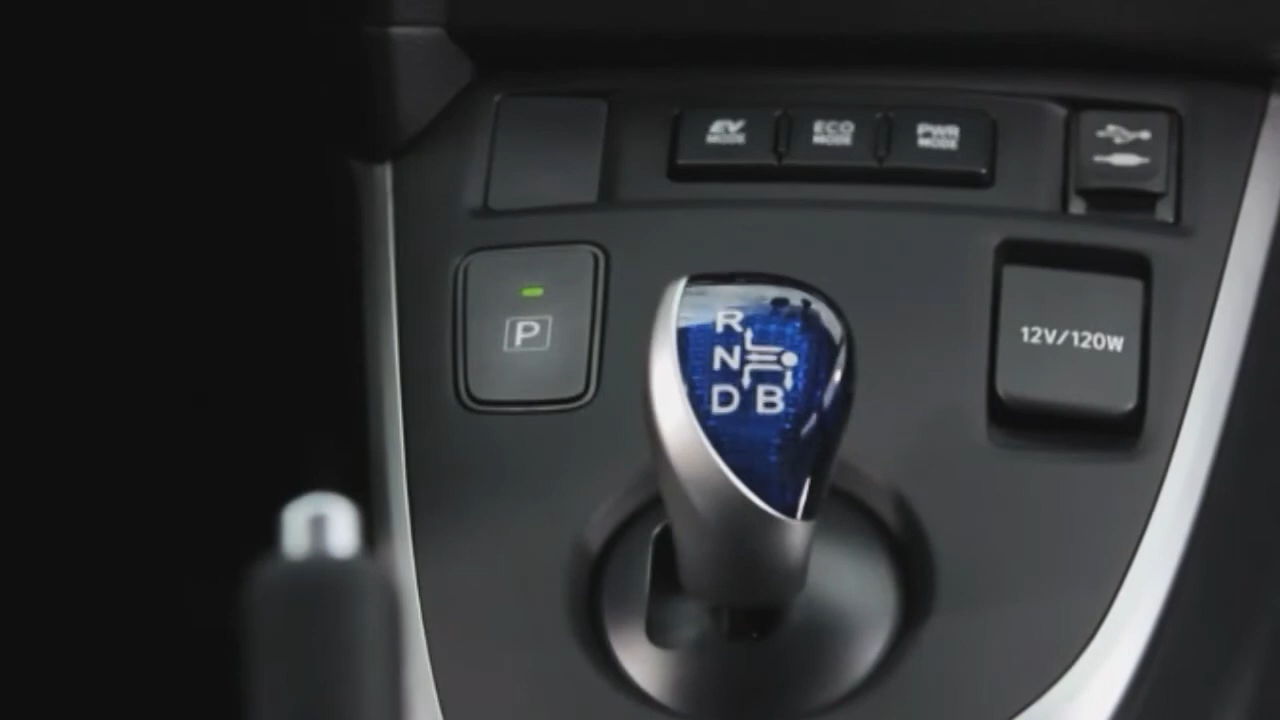 EV MODE
ECO MODE
PWR MODE
P
12V/120W
R
N
D B